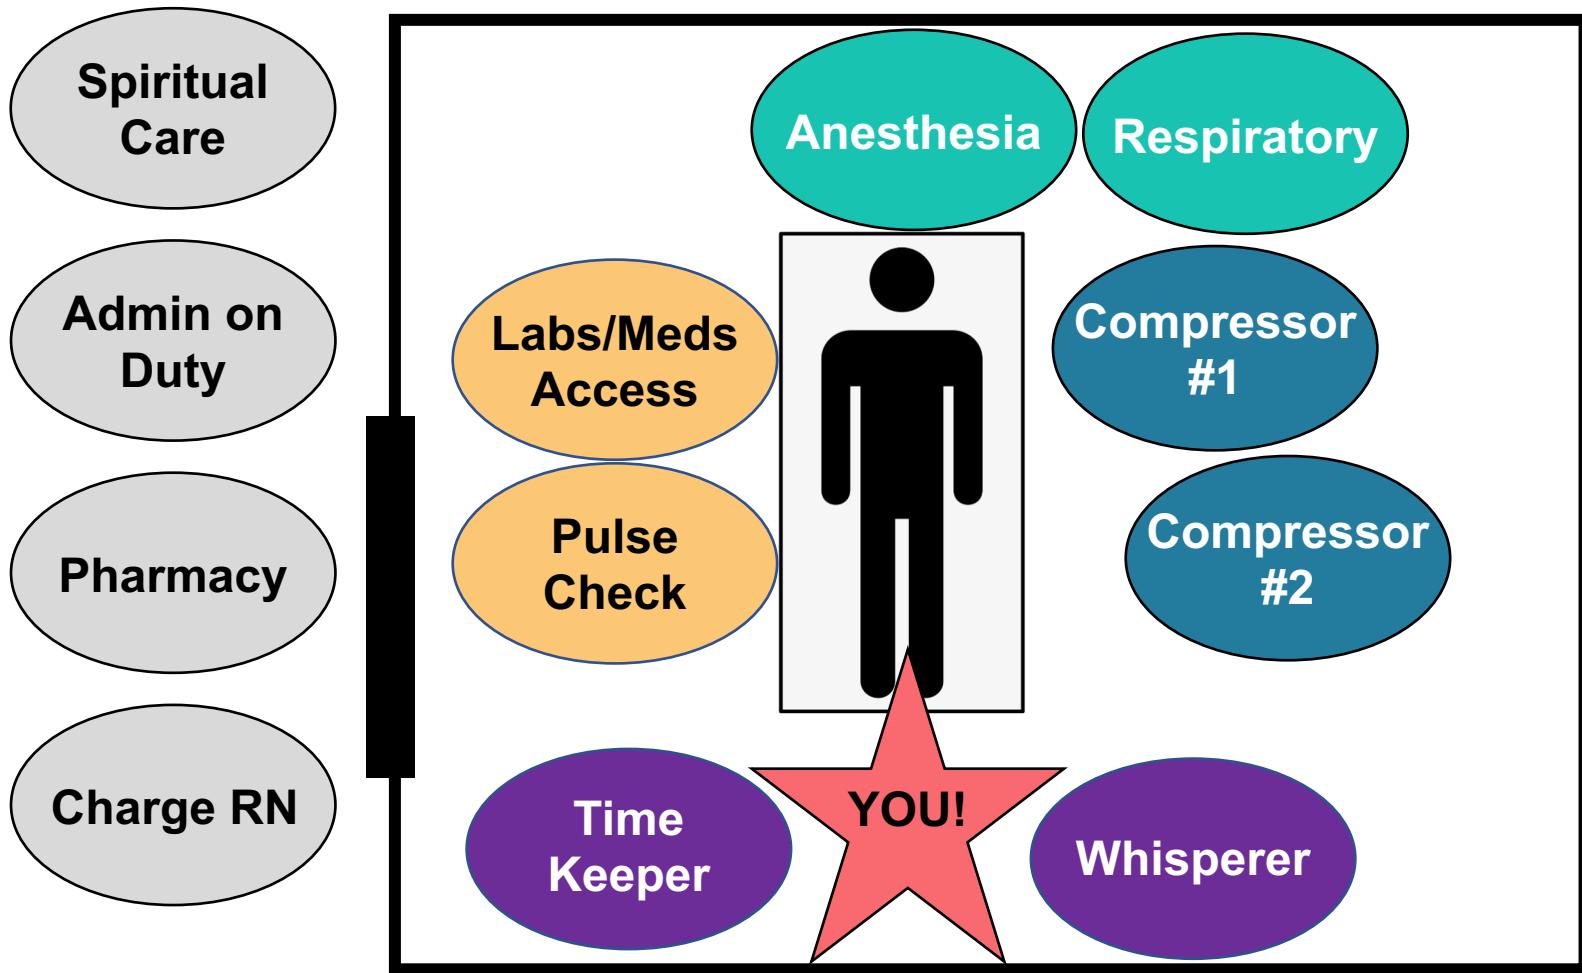 Spiritual
Care
Admin on
Duty
Pharmacy
Charge RN
Anesthesia
Respiratory
Labs/Meds
Access
Compressor
#1
Pulse
Check
Compressor
#2
Time
Keeper
YOU!
Whisperer